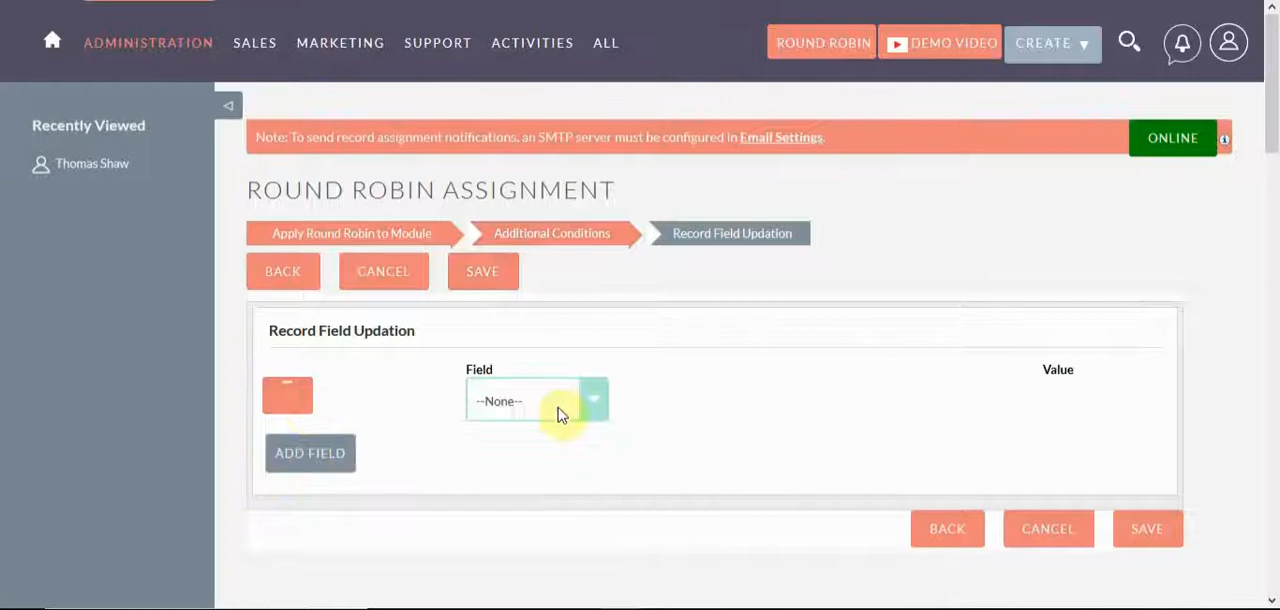 ADMINISTRATION SALES MARKETING SUPPORT ACTIVITIES ALL ROUND ROBIN DEMO VIDEO CREATE
Recently Viewed
Thomas Shaw
Note: To send record assignment notifications, an SMTP server must be configured in Email Settings.
ONLINE
ROUND ROBIN ASSIGNMENT
Apply Round Robin to Module Additional Conditions Record Field Updation
BACK CANCEL SAVE
Record Field Updation
Field Value
--None--
ADD FIELD
BACK CANCEL SAVE